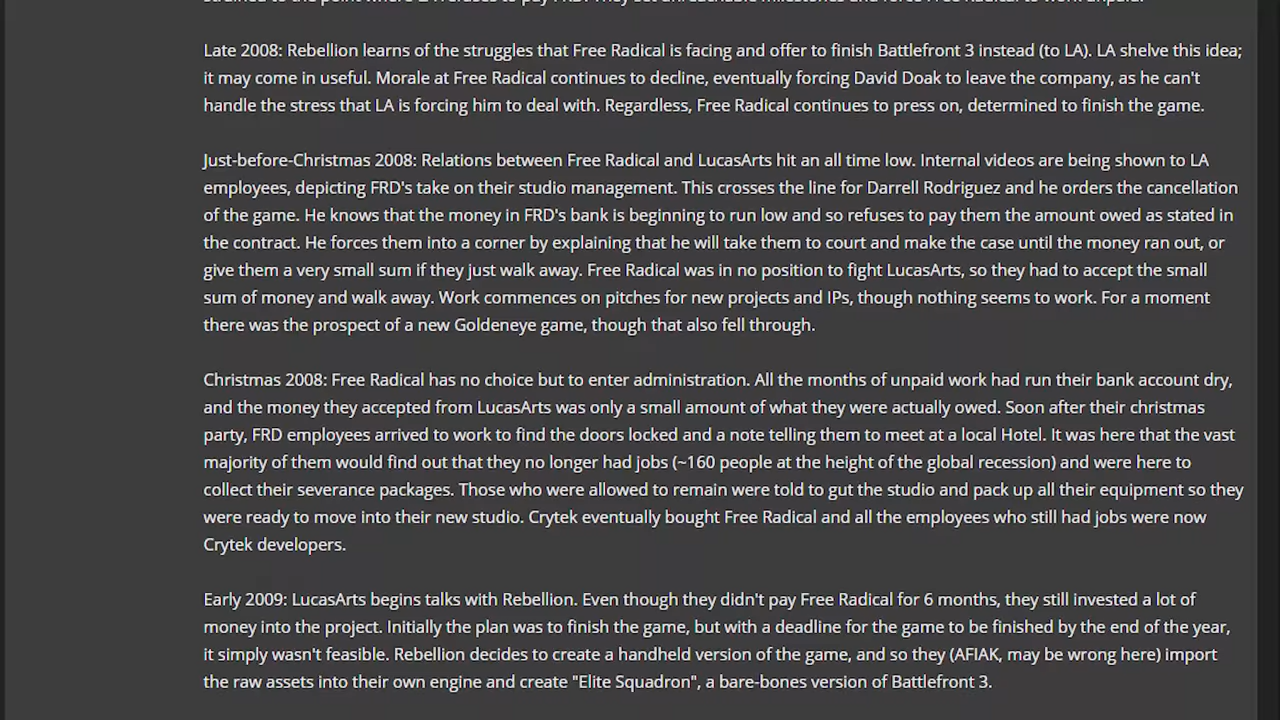 Late 2008: Rebellion learns of the struggles that Free Radical is facing and offer to finish Battlefront 3 instead (to LA). LA shelve this idea;
it may come in useful. Morale at Free Radical continues to decline, eventually forcing David Doak to leave the company, as he can't
handle the stress that LA is forcing him to deal with. Regardless, Free Radical continues to press on, determined to finish the game.
Just-before-Christmas 2008: Relations between Free Radical and LucasArts hit an all time low. Internal videos are being shown to LA
employees, depicting FRD's take on their studio management. This crosses the line for Darrell Rodriguez and he orders the cancellation
of the game. He knows that the money in FRD's bank is beginning to run low and so refuses to pay them the amount owed as stated in
the contract. He forces them into a corner by explaining that he will take them to court and make the case until the money ran out, or
give them a very small sum if they just walk away. Free Radical was in no position to fight LucasArts, so they had to accept the small
sum of money and walk away. Work commences on pitches for new projects and IPs, though nothing seems to work. For a moment
there was the prospect of a new Goldeneye game, though that also fell through.
Christmas 2008: Free Radical has no choice but to enter administration. All the months of unpaid work had run their bank account dry,
and the money they accepted from LucasArts was only a small amount of what they were actually owed. Soon after their christmas
party, FRD employees arrived to work to find the doors locked and a note telling them to meet at a local Hotel. It was here that the vast
majority of them would find out that they no longer had jobs (~160 people at the height of the global recession) and were here to
collect their severance packages. Those who were allowed to remain were told to gut the studio and pack up all their equipment so they
were ready to move into their new studio. Crytek eventually bought Free Radical and all the employees who still had jobs were now
Crytek developers.
Early 2009: LucasArts begins talks with Rebellion. Even though they didn't pay Free Radical for 6 months, they still invested a lot of
money into the project. Initially the plan was to finish the game, but with a deadline for the game to be finished by the end of the year,
it simply wasn't feasible. Rebellion decides to create a handheld version of the game, and so they (AFIAK, may be wrong here) import
the raw assets into their own engine and create "Elite Squadron", a bare-bones version of Battlefront 3.